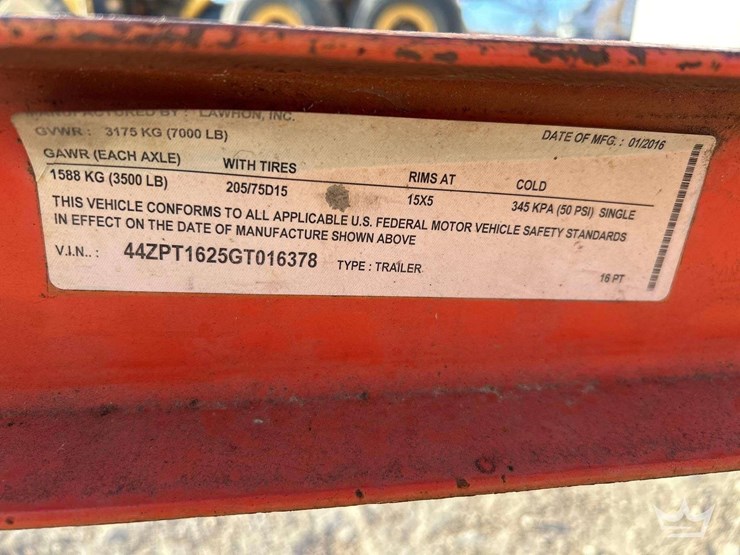 MANUFACTURED BY : LAWHON, INC.
GVWR : 3175 KG (7000 LB) DATE OF MFG. : 01/2016
GAWR (EACH AXLE) WITH TIRES RIMS AT COLD
1588 KG (3500 LB) 205/75D15 15X5 345 KPA (50 PSI) SINGLE
THIS VEHICLE CONFORMS TO ALL APPLICABLE U.S. FEDERAL MOTOR VEHICLE SAFETY STANDARDS
IN EFFECT ON THE DATE OF MANUFACTURE SHOWN ABOVE
V.I.N.. : 44ZPT1625GT016378 TYPE : TRAILER 16 PT